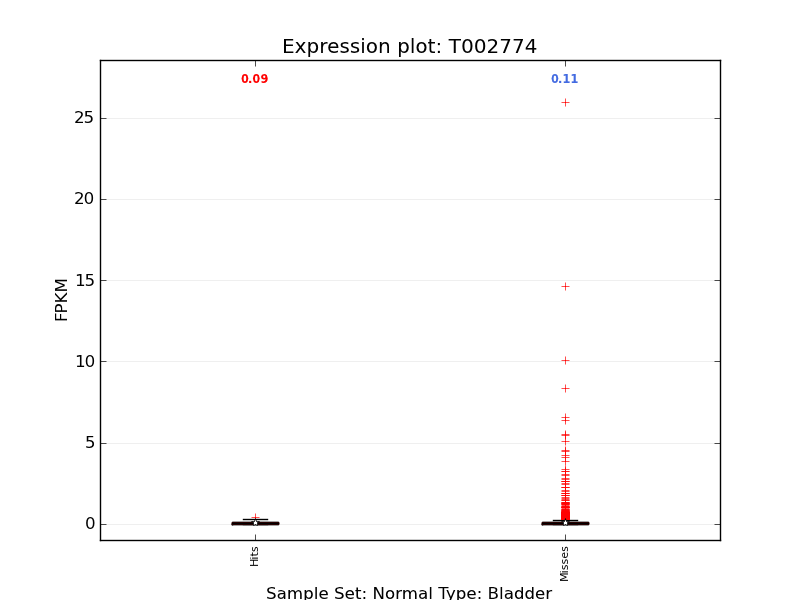 Expression plot: T002774
0.09
0.11
25
20
15
10
5
0
FPKM
Hits
Misses
Sample Set: Normal Type: Bladder